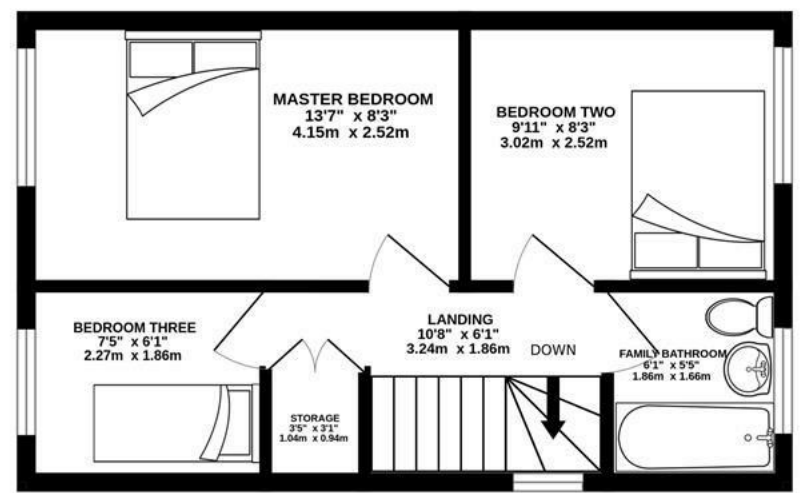 MASTER BEDROOM
13'7" x 8'3"
4.15m x 2.52m
BEDROOM TWO
9'11" x 8'3"
3.02m x 2.52m
BEDROOM THREE
7'5" x 6'1"
2.27m x 1.86m
LANDING
10'8" x 6'1"
3.24m x 1.86m
DOWN
FAMILY BATHROOM
6'1" x 5'5"
1.86m x 1.66m
STORAGE
3'5" x 3'1"
1.04m x 0.94m